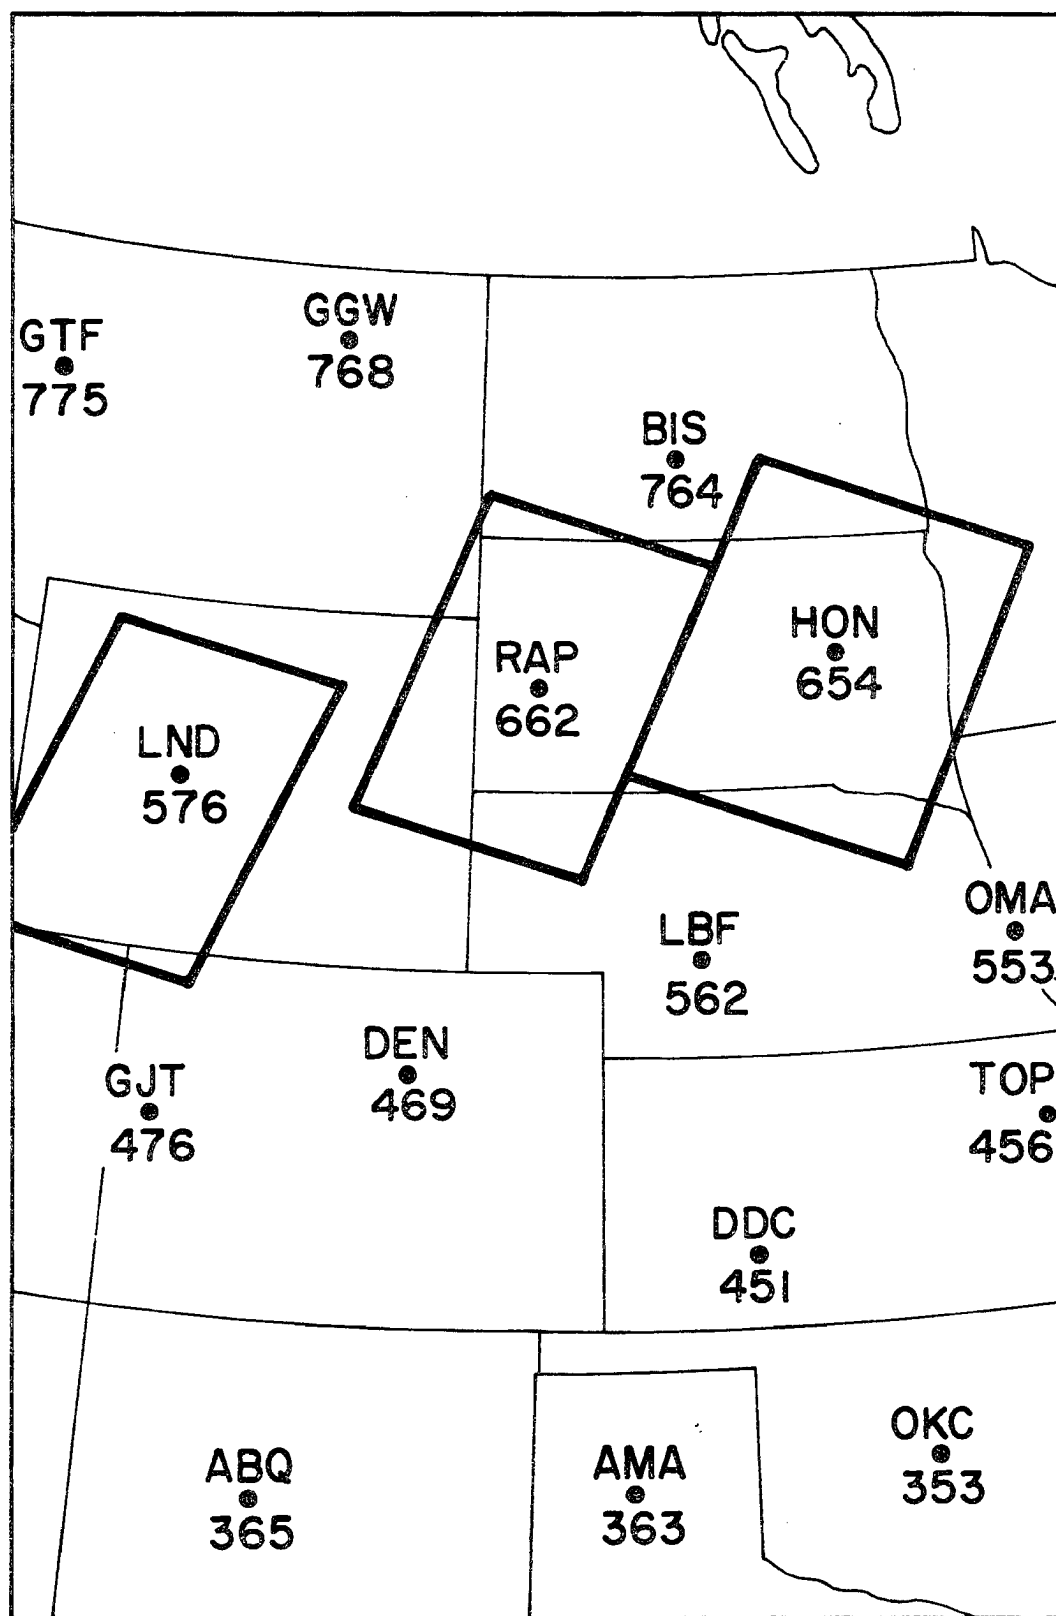 GTF
775
GGW
768
BIS
764
HON
654
RAP
662
LND
576
OMA
553
LBF
562
DEN
469
GJT
476
TOP
456
DDC
451
OKC
353
ABQ
365
AMA
363